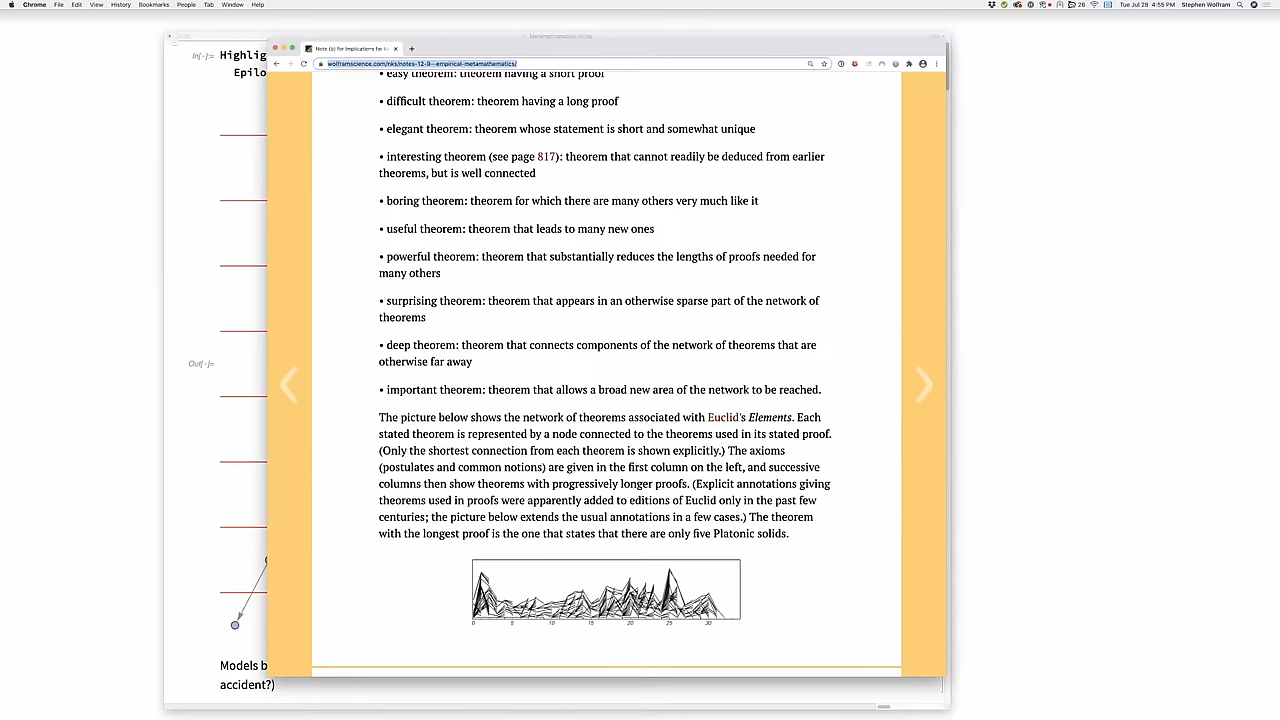 Chrome File Edit View History Bookmarks People Tab Window Help
26 Tue Jul 28 4:55 PM Stephen Wolfram
In[•]:= Highlig
Epilo
Note (b) for Implications for M
wolframscience.com/nks/notes-12-9--empirical-metamathematics/
• easy theorem: theorem having a short proof
• difficult theorem: theorem having a long proof
• elegant theorem: theorem whose statement is short and somewhat unique
• interesting theorem (see page 817): theorem that cannot readily be deduced from earlier
theorems, but is well connected
• boring theorem: theorem for which there are many others very much like it
• useful theorem: theorem that leads to many new ones
• powerful theorem: theorem that substantially reduces the lengths of proofs needed for
many others
• surprising theorem: theorem that appears in an otherwise sparse part of the network of
theorems
Out[•]=
• deep theorem: theorem that connects components of the network of theorems that are
otherwise far away
• important theorem: theorem that allows a broad new area of the network to be reached.
The picture below shows the network of theorems associated with Euclid's Elements. Each
stated theorem is represented by a node connected to the theorems used in its stated proof.
(Only the shortest connection from each theorem is shown explicitly.) The axioms
(postulates and common notions) are given in the first column on the left, and successive
columns then show theorems with progressively longer proofs. (Explicit annotations giving
theorems used in proofs were apparently added to editions of Euclid only in the past few
centuries; the picture below extends the usual annotations in a few cases.) The theorem
with the longest proof is the one that states that there are only five Platonic solids.
0 5 10 15 20 25 30
Models b
accident?)